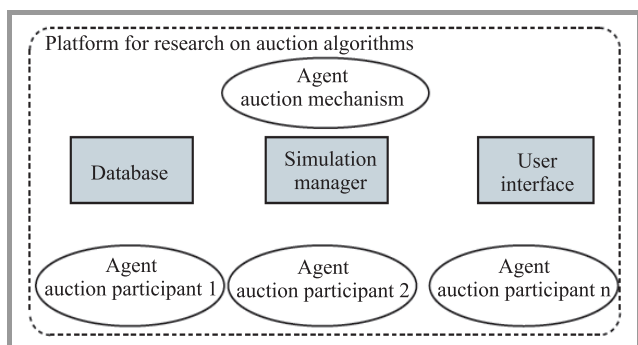 Platform for research on auction algorithms
Agent
auction mechanism
Database
Simulation
manager
User
interface
Agent
auction participant 1
Agent
auction participant 2
Agent
auction participant n